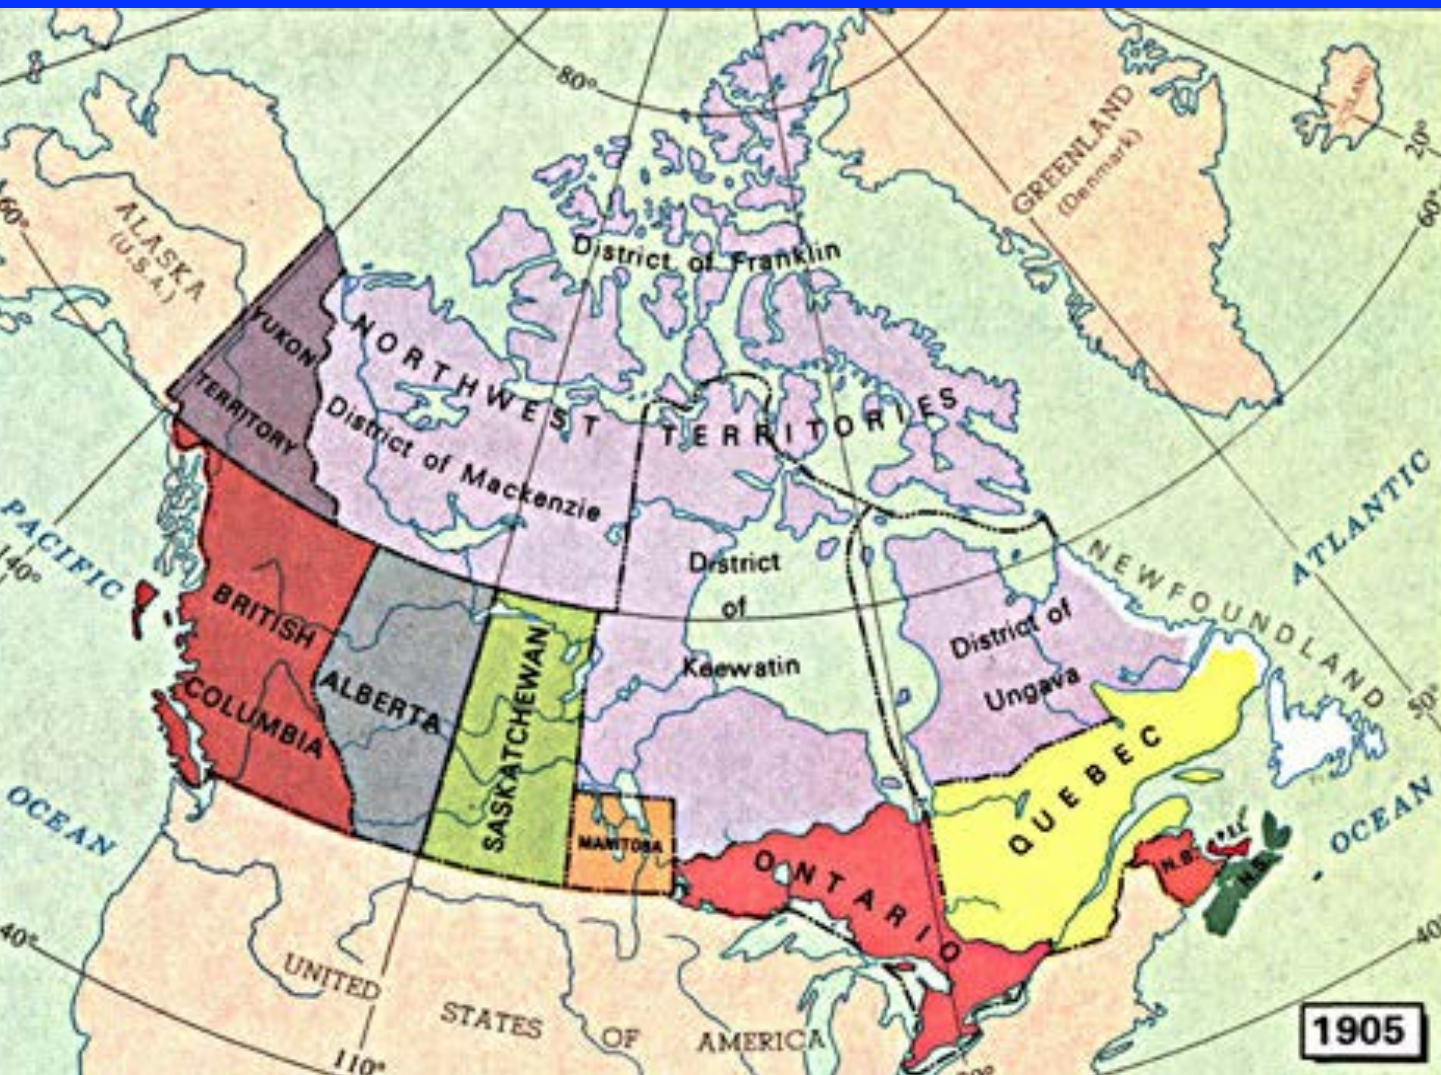 80°
GREENLAND
(Denmark)
20°
60°
60°
ALASKA
(U.S.A.)
District of Franklin
YUKON
TERRITORY
NORTHWEST
TERRITORIES
District of Mackenzie
PACIFIC
140°
ATLANTIC
NEWFOUNDLAND
District
of
Keewatin
District of
Ungava
BRITISH
COLUMBIA
ALBERTA
SASKATCHEWAN
MANITOBA
ONTARIO
QUEBEC
N.B.
50°
OCEAN
OCEAN
40°
40°
UNITED
STATES
OF
AMERICA
110°
1905